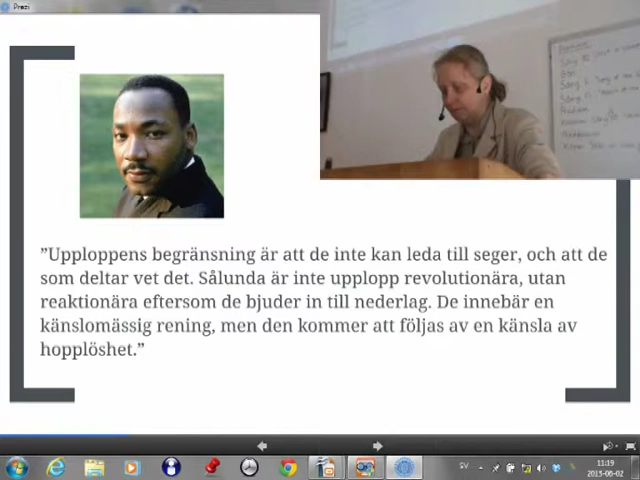 Prezi
”Upploppens begränsning är att de inte kan leda till seger, och att de
som deltar vet det. Sålunda är inte upplopp revolutionära, utan
reaktionära eftersom de bjuder in till nederlag. De innebär en
känslomässig rening, men den kommer att följas av en känsla av
hopplöshet.”
SV
11:19
2015-06-02